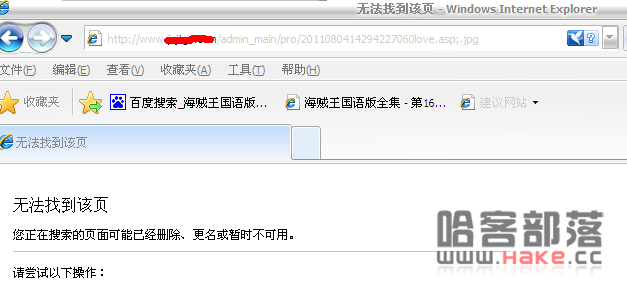 无法找到该页 - Windows Internet Explorer
http://www. /admin_main/pro/2011080414294227060love.asp;.jpg
文件(F) 编辑(E) 查看(V) 收藏夹(A) 工具(T) 帮助(H)
收藏夹 百度搜索_海贼王国语版... 海贼王国语版全集 - 第16... 建议网站
无法找到该页
无法找到该页
您正在搜索的页面可能已经删除、更名或暂时不可用。
请尝试以下操作：
哈客部落
www.HAKE.cc